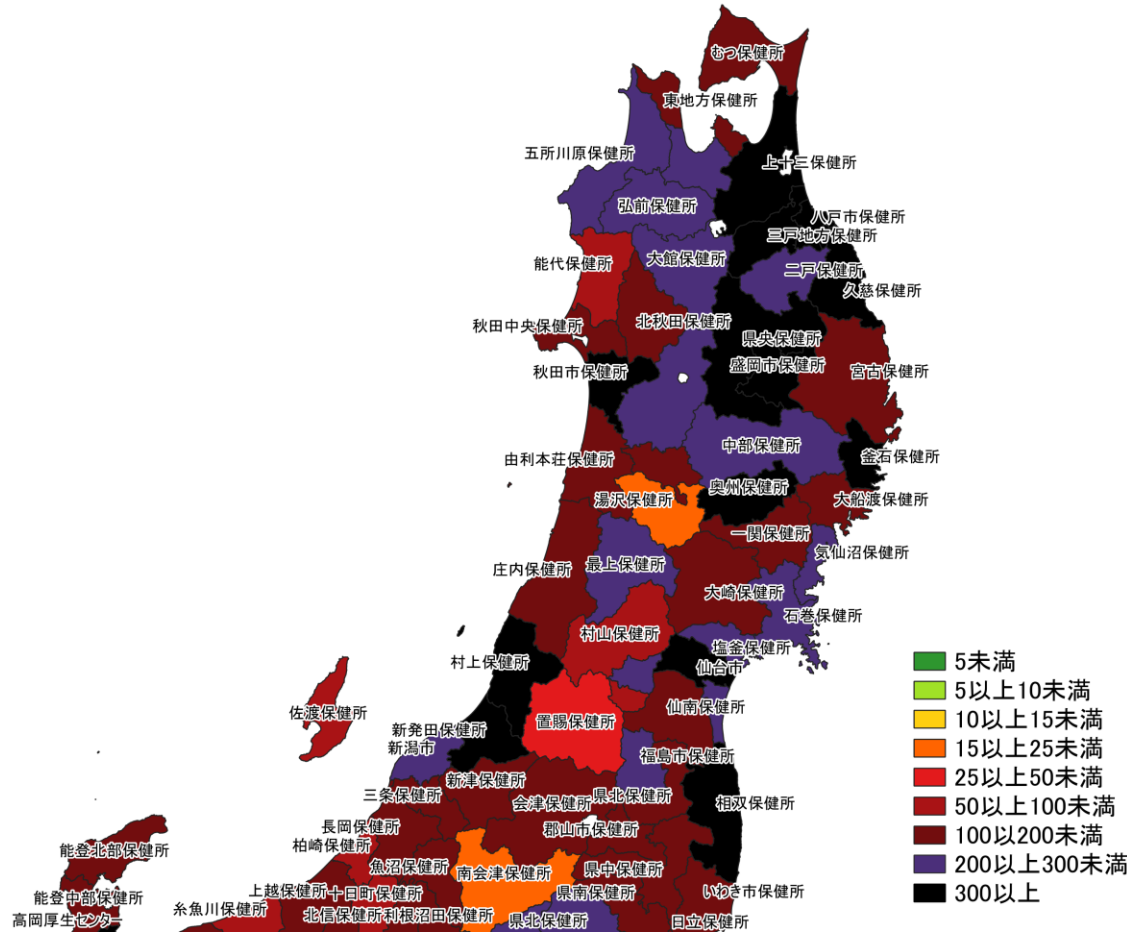 むつ保健所
東地方保健所
五所川原保健所
上十三保健所
弘前保健所
八戸市保健所
三戸地方保健所
大館保健所
能代保健所
二戸保健所
久慈保健所
秋田中央保健所
北秋田保健所
県央保健所
盛岡市保健所
秋田市保健所
宮古保健所
中部保健所
由利本荘保健所
釜石保健所
湯沢保健所
奥州保健所
大船渡保健所
一関保健所
気仙沼保健所
庄内保健所
最上保健所
大崎保健所
石巻保健所
村山保健所
塩釜保健所
村上保健所
仙台市
佐渡保健所
置賜保健所
仙南保健所
新発田保健所
新潟市
福島市保健所
新津保健所
三条保健所
会津保健所
県北保健所
相双保健所
長岡保健所
郡山市保健所
柏崎保健所
能登北部保健所
魚沼保健所
南会津保健所
県中保健所
上越保健所
十日町保健所
県南保健所
いわき市保健所
能登中部保健所
糸魚川保健所
北信保健所
利根沼田保健所
県北保健所
日立保健所
高岡厚生センター
5未満
5以上10未満
10以上15未満
15以上25未満
25以上50未満
50以上100未満
100以200未満
200以上300未満
300以上